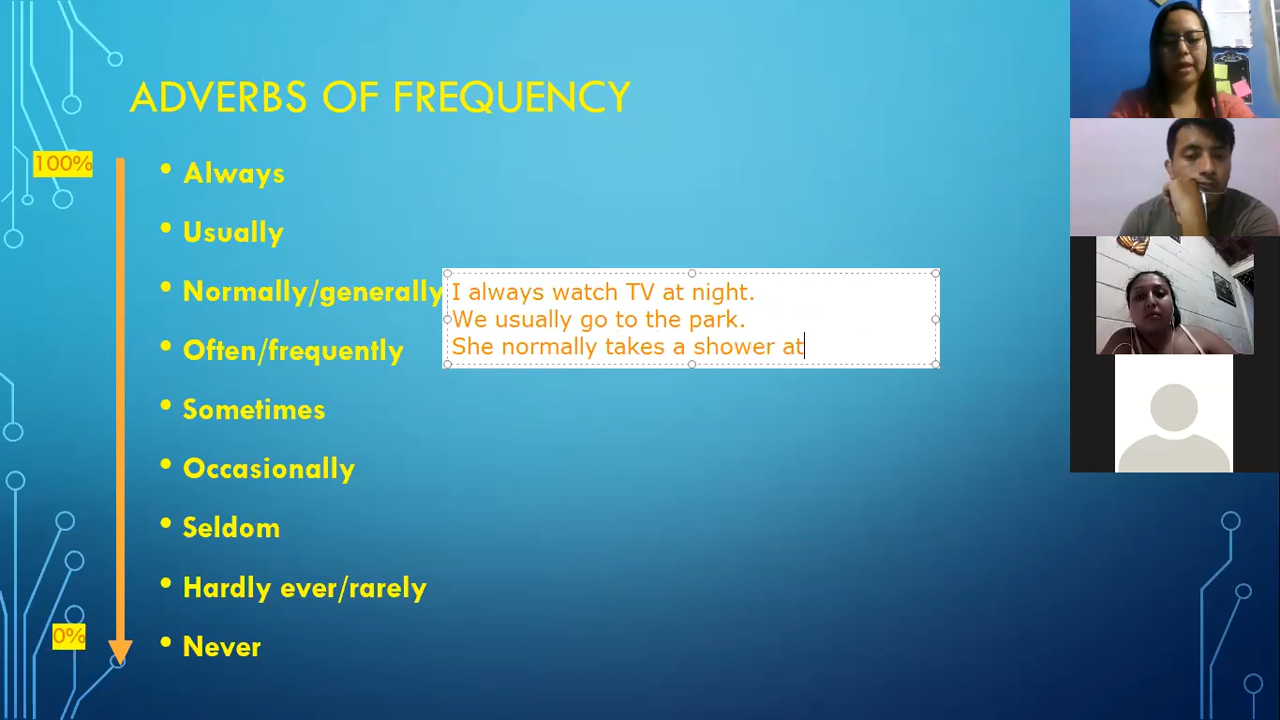 ADVERBS OF FREQUENCY
100%
• Always
• Usually
• Normally/generally
I always watch TV at night.
We usually go to the park.
She normally takes a shower at
• Often/frequently
• Sometimes
• Occasionally
• Seldom
• Hardly ever/rarely
0%
• Never